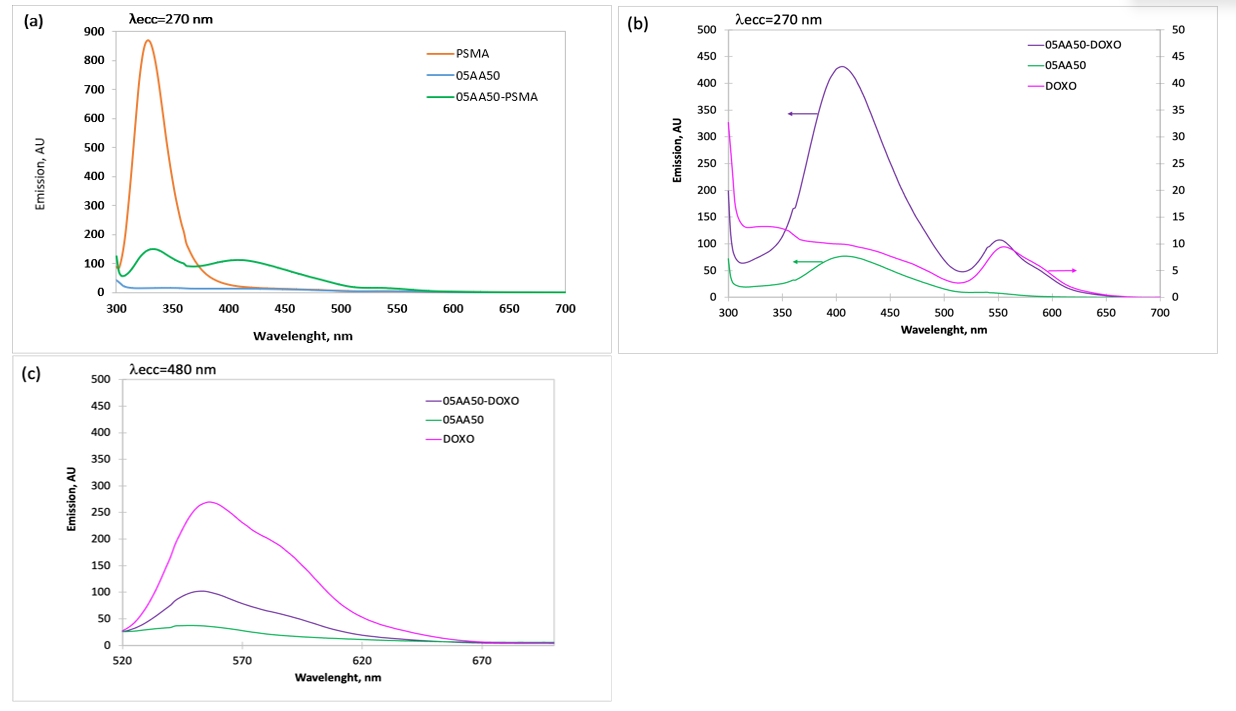 (a)
λecc=270 nm
900
800
700
600
500
400
300
200
100
0
Emission, AU
PSMA
05AA50
05AA50-PSMA
300 350 400 450 500 550 600 650 700
Wavelenght, nm
(b)
λecc=270 nm
500
450
400
350
300
250
200
150
100
50
0
Emission, AU
05AA50-DOXO
05AA50
DOXO
50
45
40
35
30
25
20
15
10
5
0
300 350 400 450 500 550 600 650 700
Wavelenght, nm
(c)
λecc=480 nm
500
450
400
350
300
250
200
150
100
50
0
Emission, AU
05AA50-DOXO
05AA50
DOXO
520 570 620 670
Wavelenght, nm